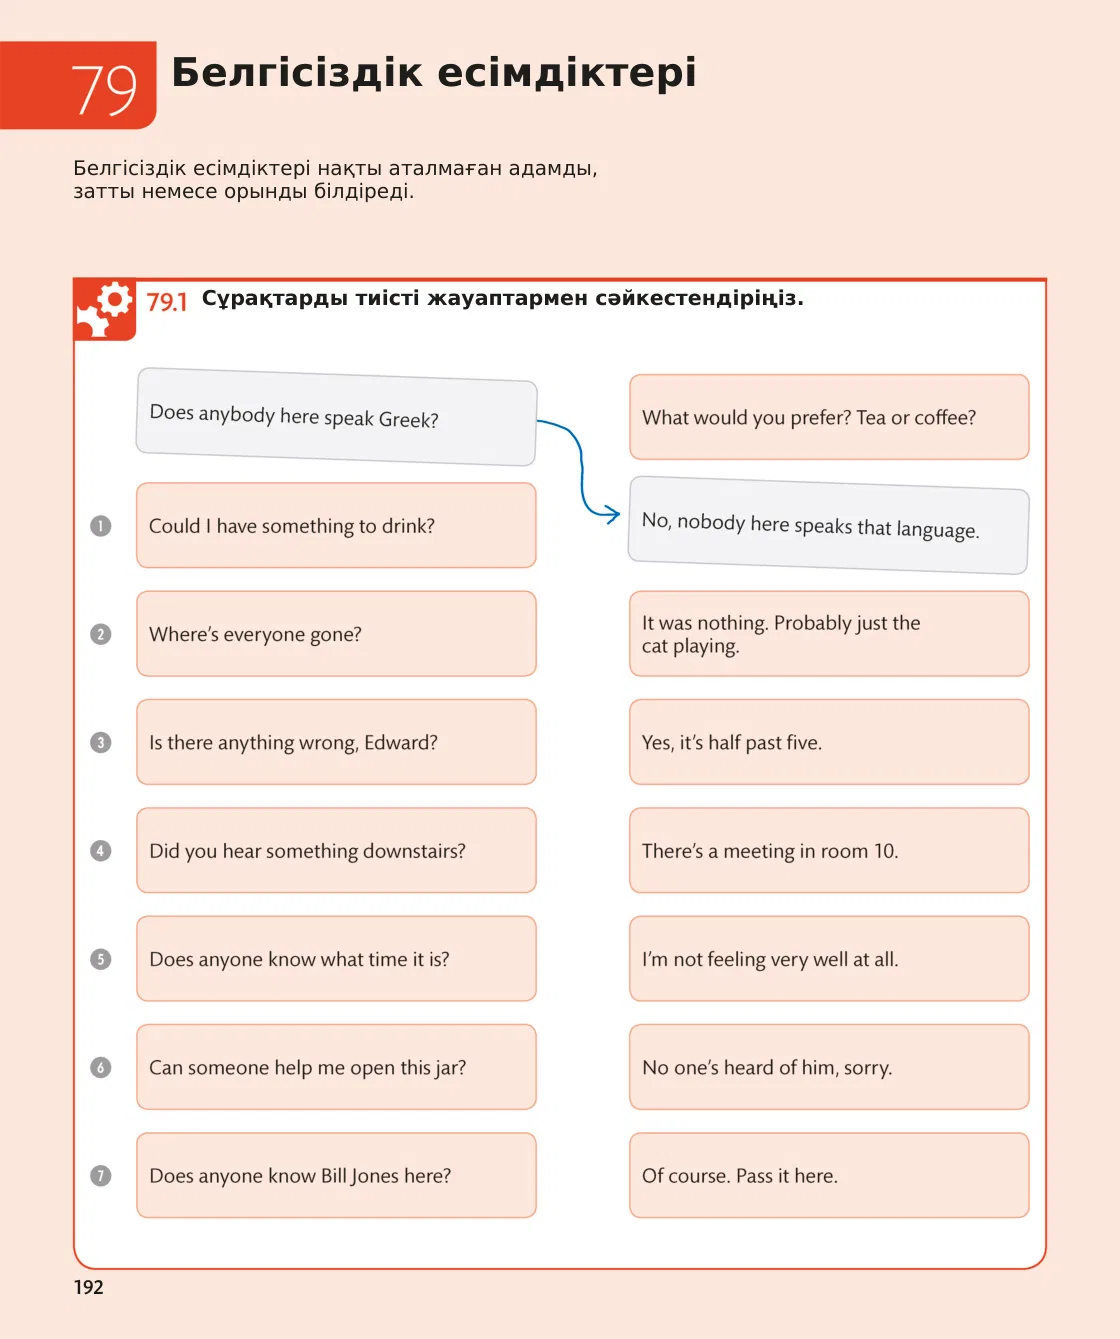 79
Белгісіздік есімдіктері
Белгісіздік есімдіктері нақты аталмаған адамды,
затты немесе орынды білдіреді.
79.1 Сұрақтарды тиісті жауаптармен сәйкестендіріңіз.
Does anybody here speak Greek?
What would you prefer? Tea or coffee?
1 Could I have something to drink?
No, nobody here speaks that language.
2 Where’s everyone gone?
It was nothing. Probably just the
cat playing.
3 Is there anything wrong, Edward?
Yes, it’s half past five.
4 Did you hear something downstairs?
There’s a meeting in room 10.
5 Does anyone know what time it is?
I’m not feeling very well at all.
6 Can someone help me open this jar?
No one’s heard of him, sorry.
7 Does anyone know Bill Jones here?
Of course. Pass it here.
192